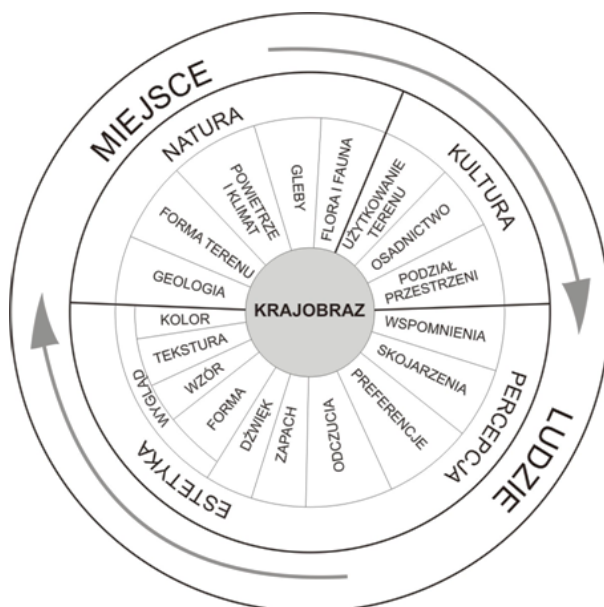 MIEJSCE
NATURA
KULTURA
GEOLOGIA
FORMA TERENU
POWIETRZE
I KLIMAT
GLEBY
FLORA I FAUNA
UŻYTKOWANIE
TERENU
OSADNICTWO
PODZIAŁ
PRZESTRZENI
KRAJOBRAZ
WSPOMNIENIA
SKOJARZENIA
PREFERENCJE
ODCZUCIA
ZAPACH
DŹWIĘK
FORMA
WZÓR
TEKSTURA
KOLOR
WYGLĄD
ESTETYKA
PERCEPCJA
LUDZIE